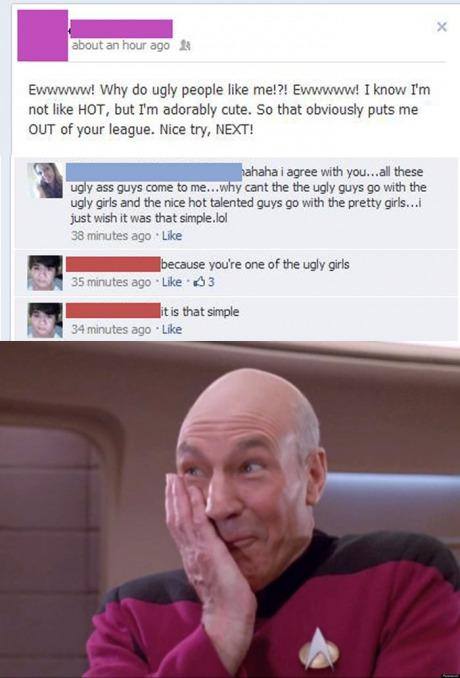 about an hour ago
Ewwwww! Why do ugly people like me!?! Ewwwww! I know I'm
not like HOT, but I'm adorably cute. So that obviously puts me
OUT of your league. Nice try, NEXT!
hahaha i agree with you...all these
ugly ass guys come to me...why cant the the ugly guys go with the
ugly girls and the nice hot talented guys go with the pretty girls...i
just wish it was that simple.lol
38 minutes ago · Like
because you're one of the ugly girls
35 minutes ago · Like · 3
it is that simple
34 minutes ago · Like